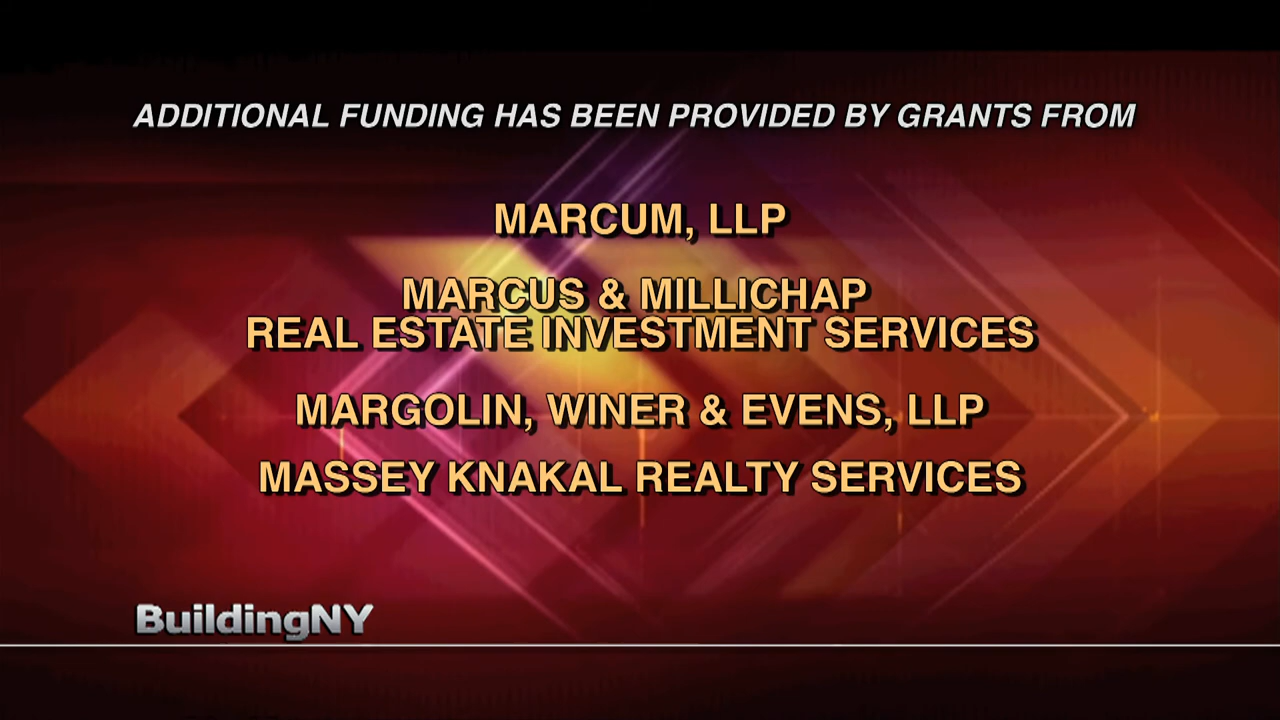 ADDITIONAL FUNDING HAS BEEN PROVIDED BY GRANTS FROM
MARCUM, LLP
MARCUS & MILLICHAP
REAL ESTATE INVESTMENT SERVICES
MARGOLIN, WINER & EVENS, LLP
MASSEY KNAKAL REALTY SERVICES
BuildingNY